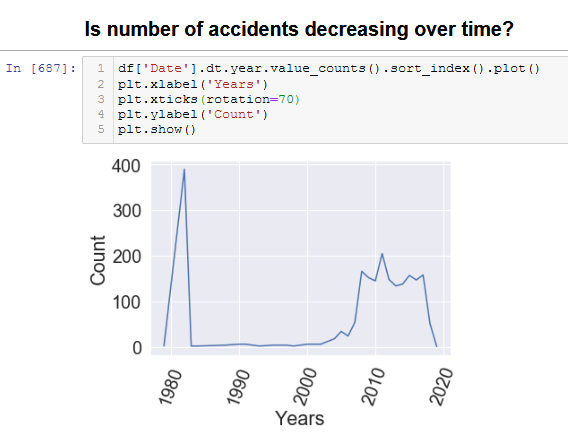 Is number of accidents decreasing over time?
In [687]:
1 df['Date'].dt.year.value_counts().sort_index().plot()
2 plt.xlabel('Years')
3 plt.xticks(rotation=70)
4 plt.ylabel('Count')
5 plt.show()
400
300
200
100
0
Count
1980 1990 2000 2010 2020
Years